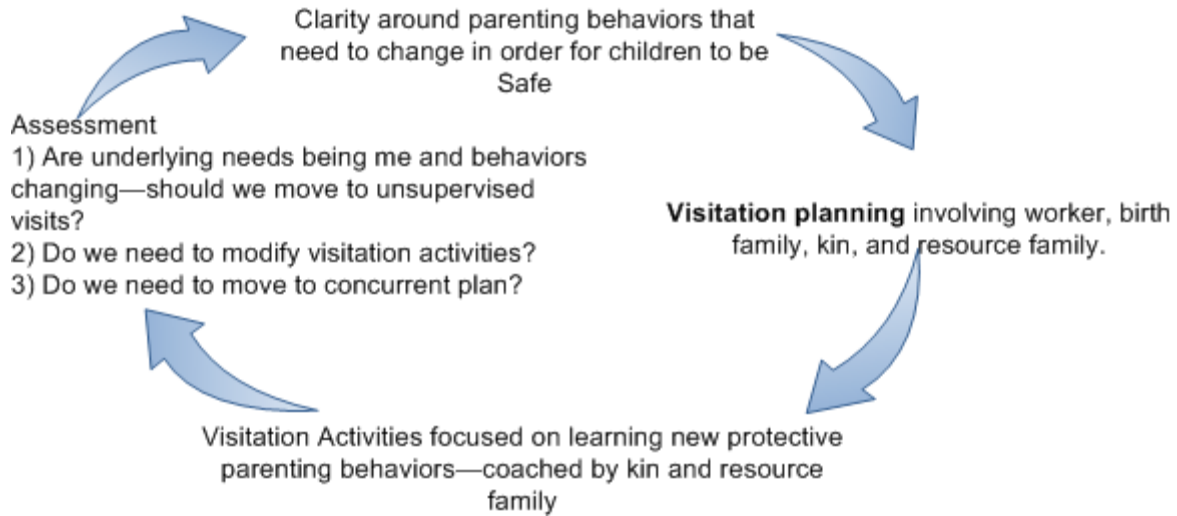 Clarity around parenting behaviors that
need to change in order for children to be
Safe
Assessment
1) Are underlying needs being me and behaviors
changing—should we move to unsupervised
visits?
2) Do we need to modify visitation activities?
3) Do we need to move to concurrent plan?
Visitation planning involving worker, birth
family, kin, and resource family.
Visitation Activities focused on learning new protective
parenting behaviors—coached by kin and resource
family